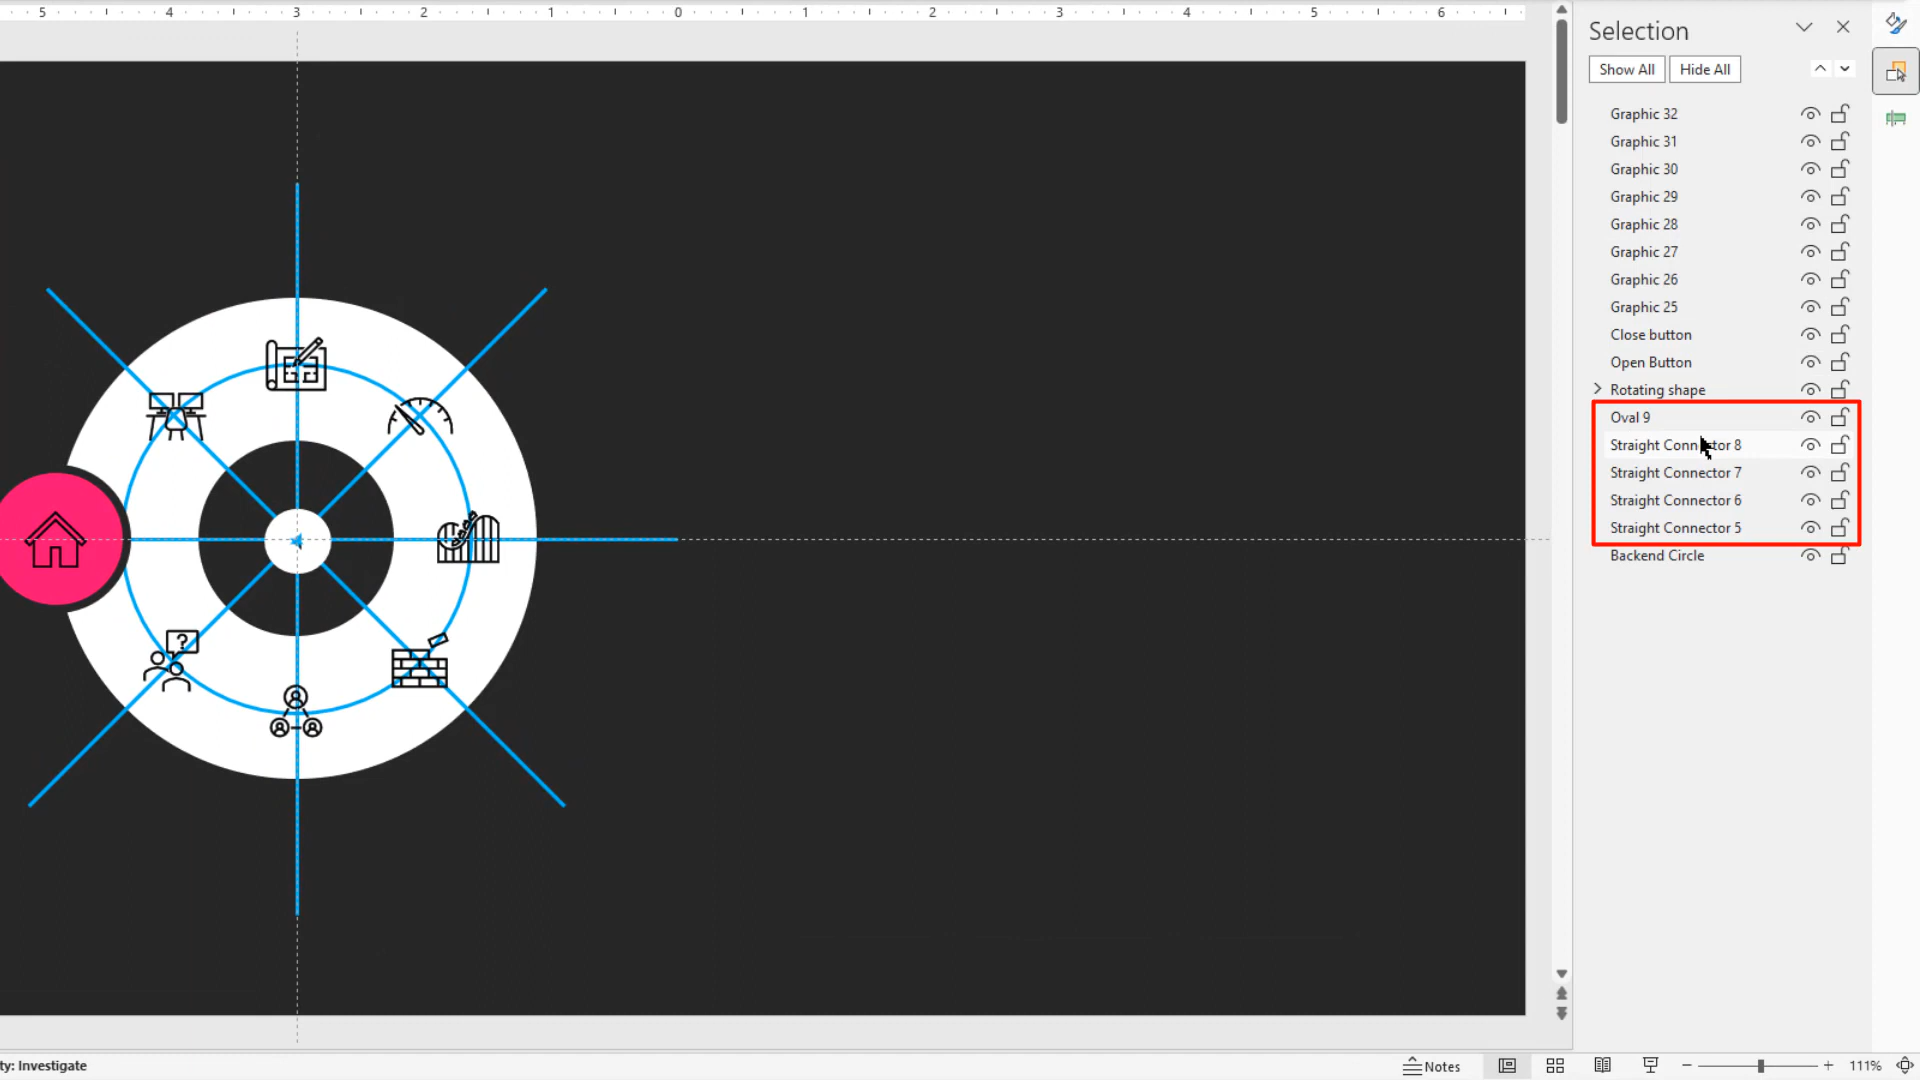 5 4 3 2 1 0 1 2 3 4 5 6
Selection
Show All Hide All
Graphic 32
Graphic 31
Graphic 30
Graphic 29
Graphic 28
Graphic 27
Graphic 26
Graphic 25
Close button
Open Button
Rotating shape
Oval 9
Straight Connector 8
Straight Connector 7
Straight Connector 6
Straight Connector 5
Backend Circle
?
ty: Investigate
Notes
111%